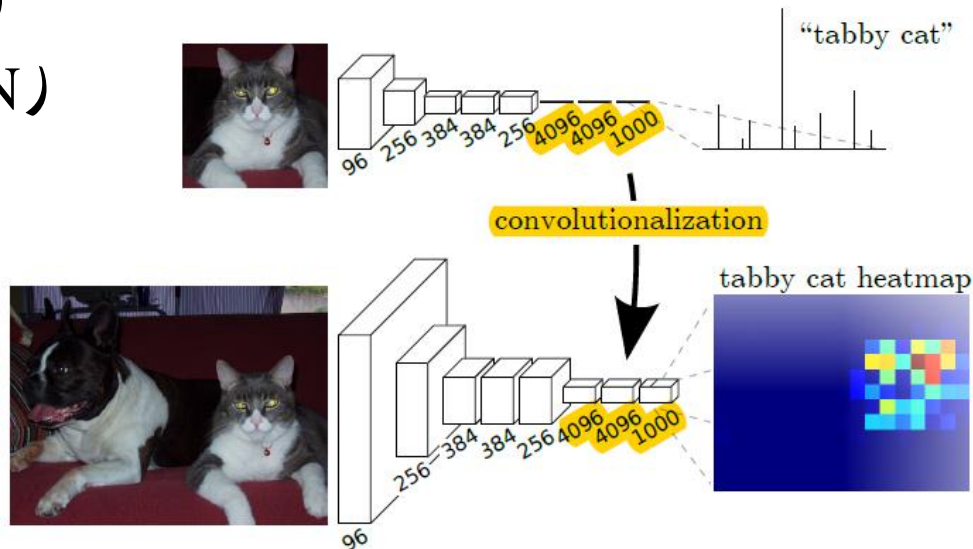 N)
"tabby cat"
96 256 384 384 256 4096 4096 1000
convolutionalization
tabby cat heatmap
96 256 384 384 256 4096 4096 1000